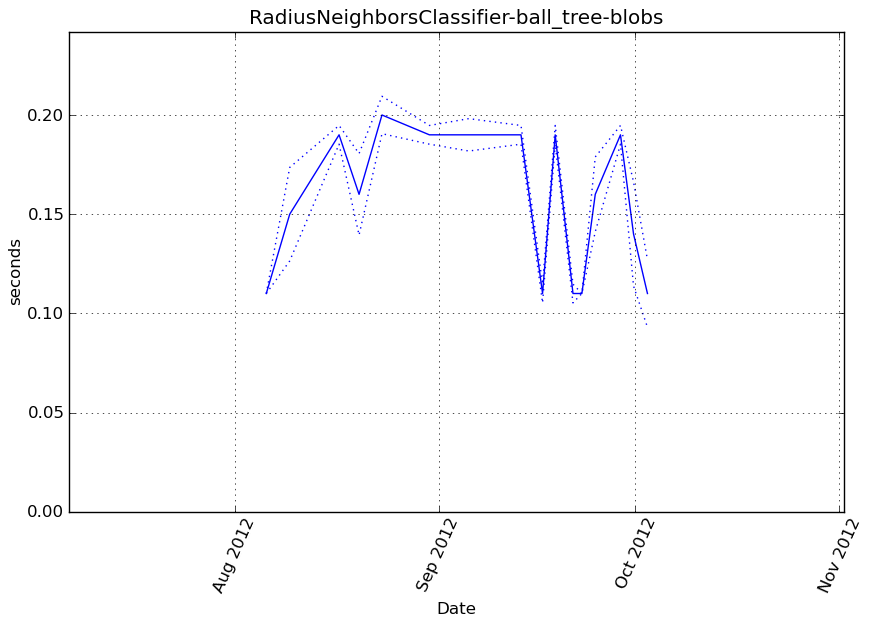 RadiusNeighborsClassifier-ball_tree-blobs
0.20
0.15
0.10
0.05
0.00
seconds
Aug 2012
Sep 2012
Oct 2012
Nov 2012
Date